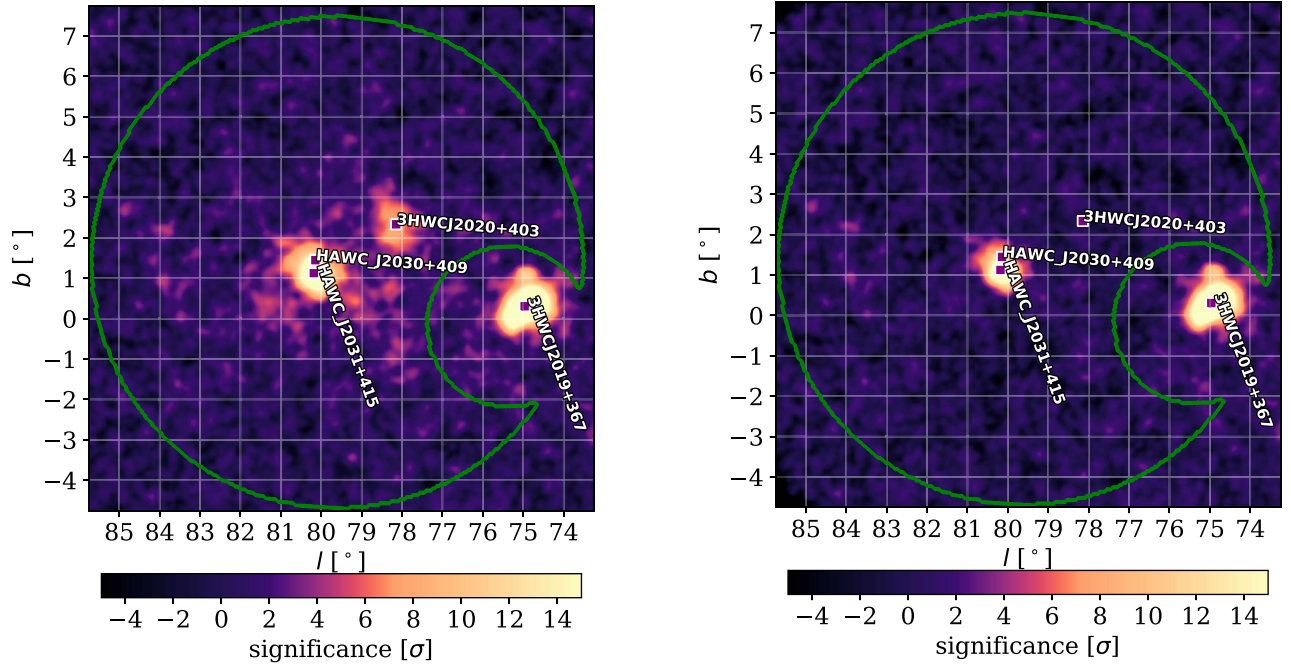 7
6
5
4
3
2
1
0
−1
−2
−3
−4
b [°]
3HWCJ2020+403
HAWC_J2030+409
HAWC_J2031+415
3HWCJ2019+367
85 84 83 82 81 80 79 78 77 76 75 74
l [°]
−4 −2 0 2 4 6 8 10 12 14
significance [σ]
7
6
5
4
3
2
1
0
−1
−2
−3
−4
b [°]
3HWCJ2020+403
HAWC_J2030+409
HAWC_J2031+415
3HWCJ2019+367
85 84 83 82 81 80 79 78 77 76 75 74
l [°]
−4 −2 0 2 4 6 8 10 12 14
significance [σ]